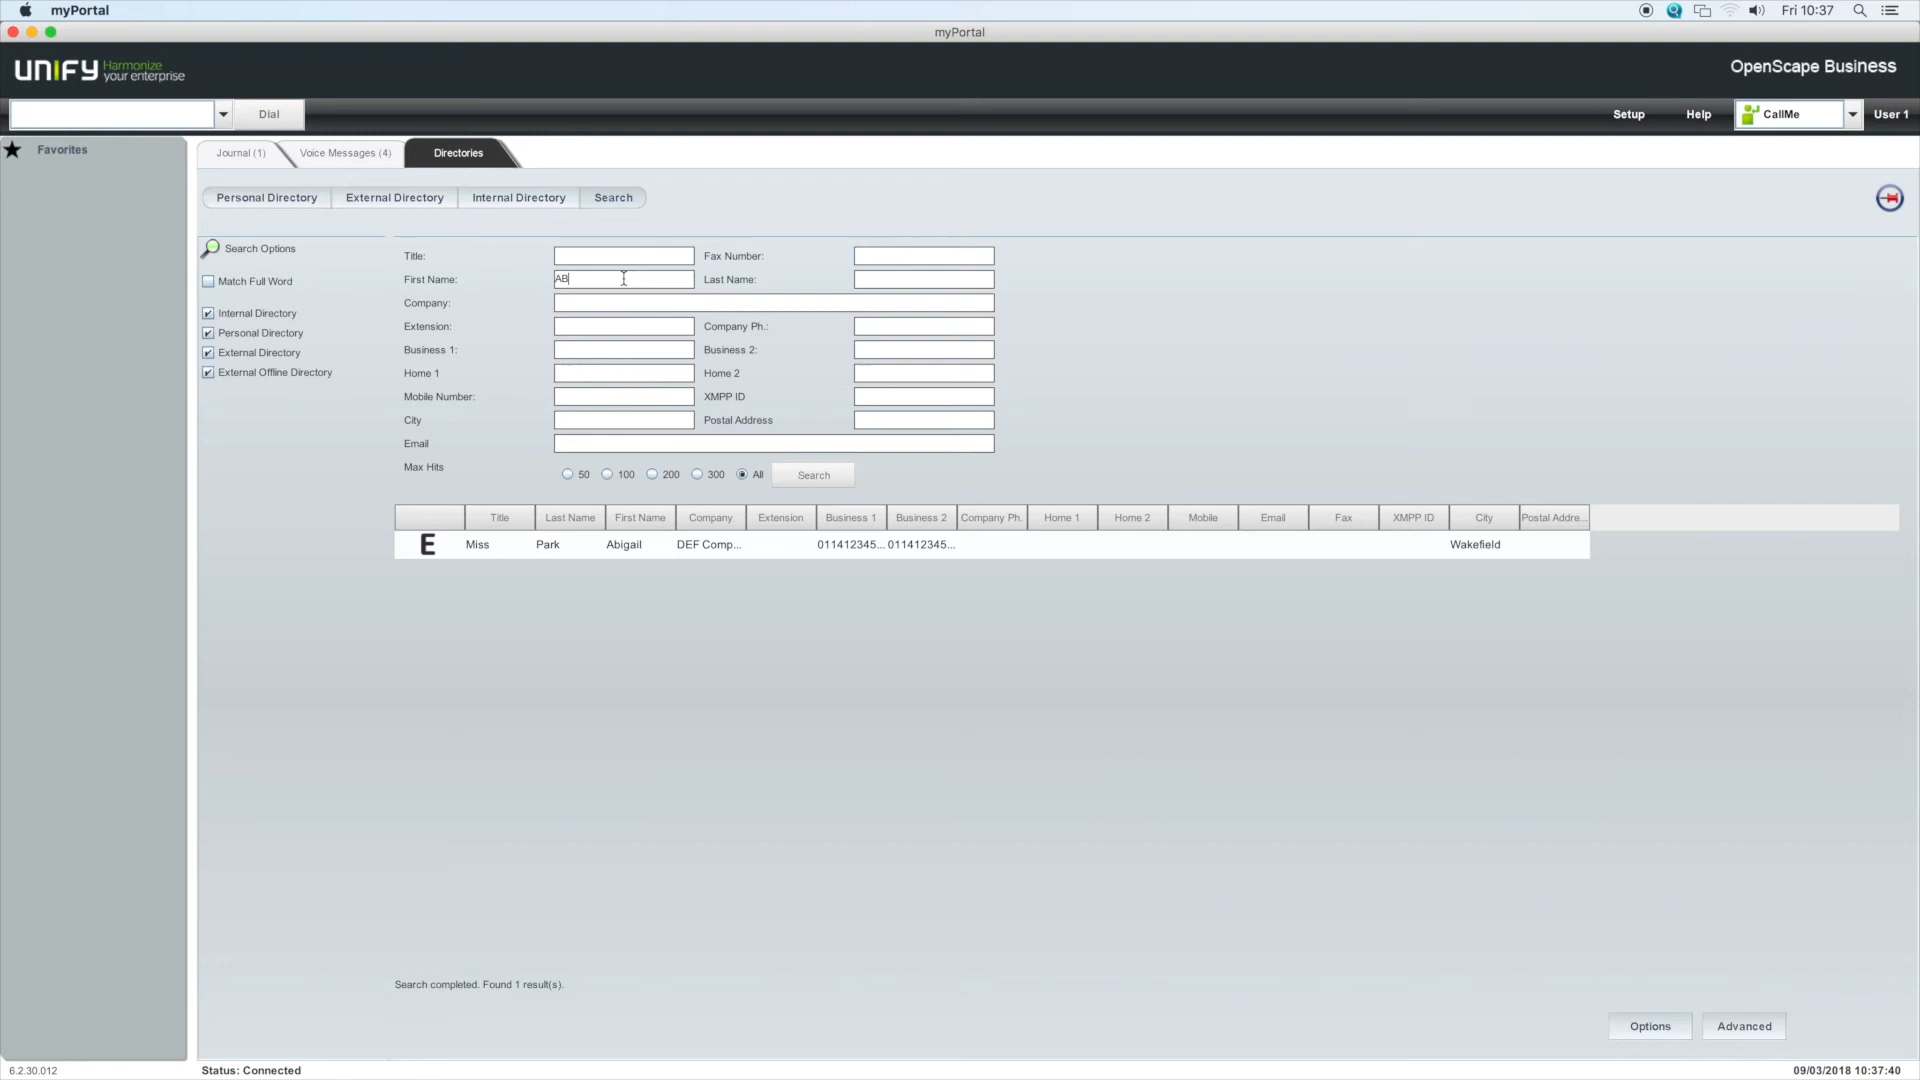 myPortal
Fri 10:37
myPortal
UNIFY Harmonize your enterprise
OpenScape Business
Dial
Setup Help CallMe User 1
Favorites
Journal (1) Voice Messages (4) Directories
Personal Directory External Directory Internal Directory Search
Search Options
Match Full Word
Internal Directory
Personal Directory
External Directory
External Offline Directory
Title: Fax Number:
First Name: AB Last Name:
Company:
Extension: Company Ph.:
Business 1: Business 2:
Home 1 Home 2
Mobile Number: XMPP ID
City Postal Address
Email
Max Hits 50 100 200 300 All Search
Title Last Name First Name Company Extension Business 1 Business 2 Company Ph. Home 1 Home 2 Mobile Email Fax XMPP ID City Postal Addre...
E Miss Park Abigail DEF Comp... 011412345... 011412345... Wakefield
Search completed. Found 1 result(s).
Options Advanced
6.2.30.012 Status: Connected 09/03/2018 10:37:40